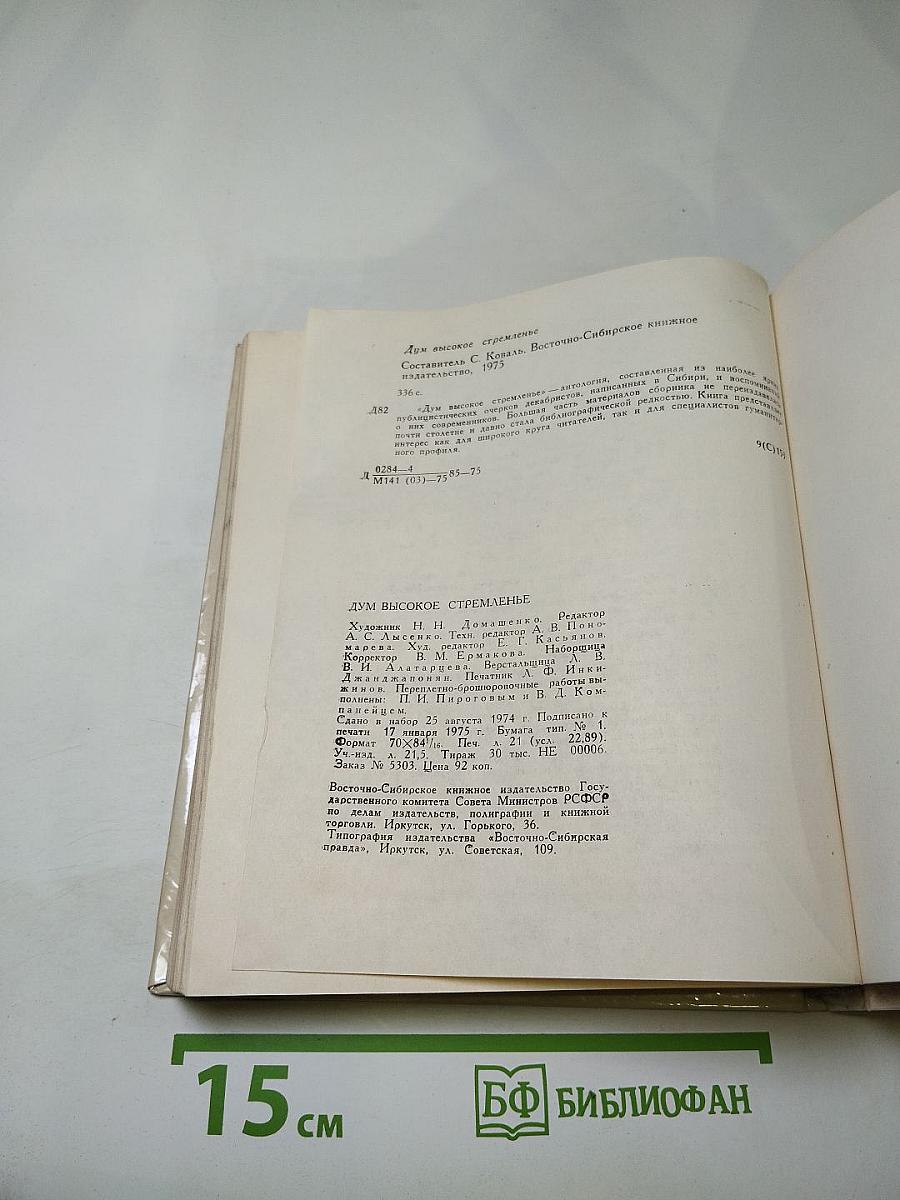 Дум высокое стремленье
Составитель С. Коваль. Восточно-Сибирское книжное
издательство, 1975
336 с.
Д82
«Дум высокое стремленье» — антология, составленная из наиболее ярких
публицистических очерков декабристов, написанных в Сибири, и воспоминаний
о них современников. Большая часть материалов сборника не переиздавалась
почти столетие и давно стала библиографической редкостью. Книга представляет
интерес как для широкого круга читателей, так и для специалистов гуманитар-
ного профиля.
9(С)15
Д 0284—4
М141 (03)—75 85—75
ДУМ ВЫСОКОЕ СТРЕМЛЕНЬЕ
Художник Н. Н. Домашенко. Редактор
А. С. Лысенко. Техн. редактор А. В. Поно-
марева. Худ. редактор Е. Г. Касьянов.
Корректор В. М. Ермакова. Наборщица
В. И. Алатарцева. Верстальщица Л. В.
Джанджапонян. Печатник Л. Ф. Инки-
жинов. Переплетно-брошюровочные работы вы-
полнены: П. И. Пироговым и В. Д. Ком-
панейцем.
Сдано в набор 25 августа 1974 г. Подписано к
печати 17 января 1975 г. Бумага тип. № 1.
Формат 70×84¹/₁₆. Печ. л. 21 (усл. 22,89).
Уч.-изд. л. 21,5. Тираж 30 тыс. НЕ 00006.
Заказ № 5303. Цена 92 коп.
Восточно-Сибирское книжное издательство Госу-
дарственного комитета Совета Министров РСФСР
по делам издательств, полиграфии и книжной
торговли. Иркутск, ул. Горького, 36.
Типография издательства «Восточно-Сибирская
правда», Иркутск, ул. Советская, 109.
15 см
БФ БИБЛИОФАН